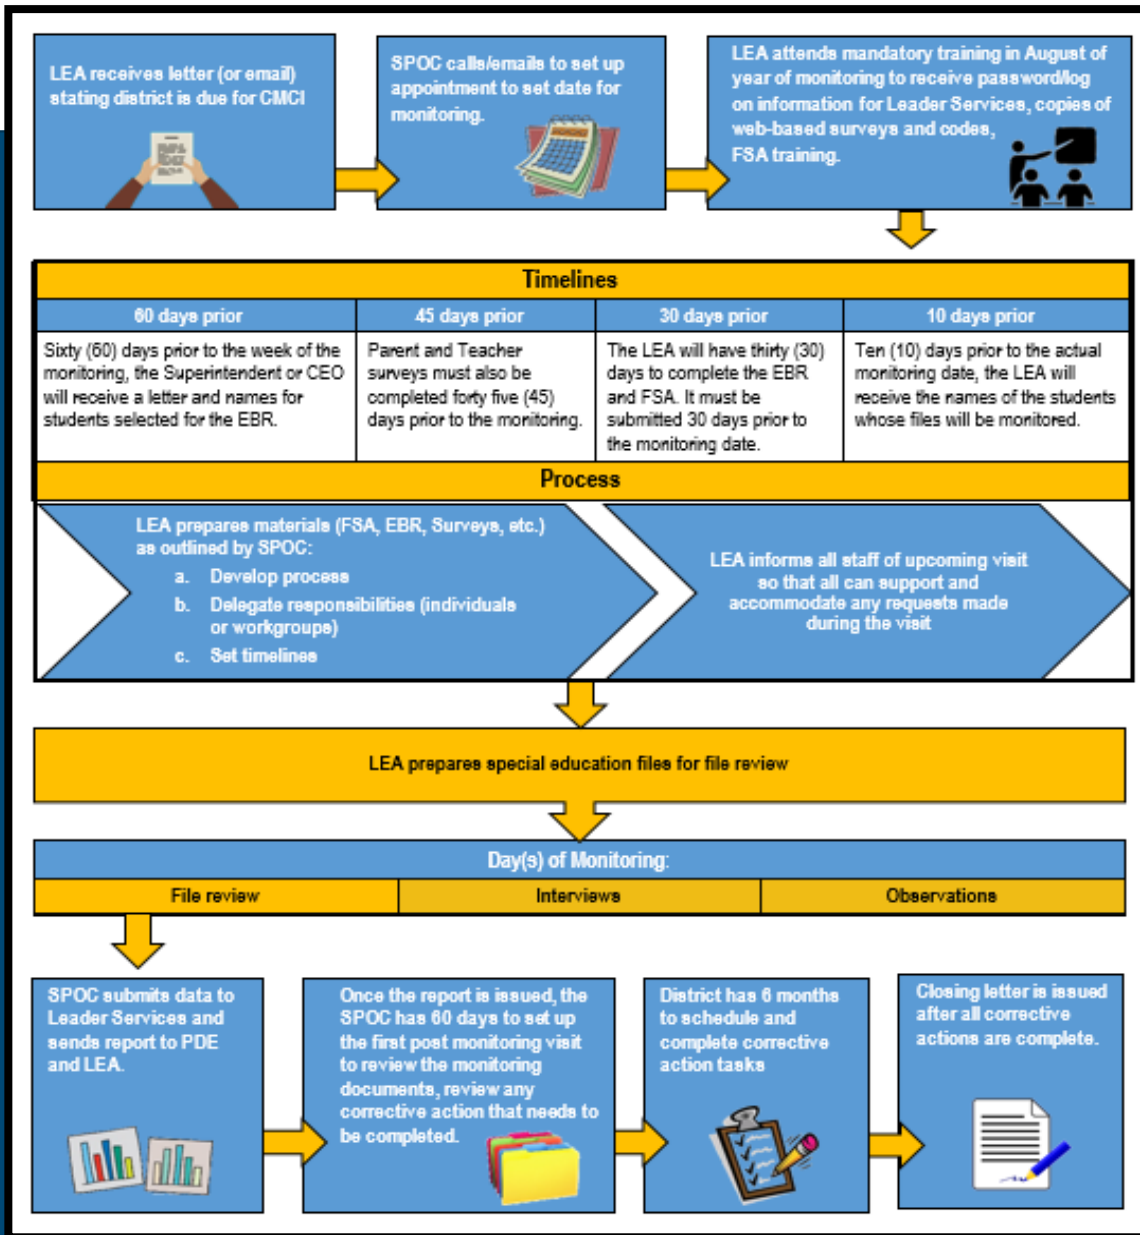 LEA receives letter (or email)
stating district is due for CMCI
SPOC calls/emails to set up
appointment to set date for
monitoring.
LEA attends mandatory training in August of
year of monitoring to receive password/log
on information for Leader Services, copies of
web-based surveys and codes,
FSA training.
Timelines
60 days prior
45 days prior
30 days prior
10 days prior
Sixty (60) days prior to the week of the
monitoring, the Superintendent or CEO
will receive a letter and names for
students selected for the EBR.
Parent and Teacher
surveys must also be
completed forty five (45)
days prior to the monitoring.
The LEA will have thirty (30)
days to complete the EBR
and FSA. It must be
submitted 30 days prior to
the monitoring date.
Ten (10) days prior to the actual
monitoring date, the LEA will
receive the names of the students
whose files will be monitored.
Process
LEA prepares materials (FSA, EBR, Surveys, etc.)
as outlined by SPOC:
a. Develop process
b. Delegate responsibilities (individuals
or workgroups)
c. Set timelines
LEA informs all staff of upcoming visit
so that all can support and
accommodate any requests made
during the visit
LEA prepares special education files for file review
Day(s) of Monitoring:
File review
Interviews
Observations
SPOC submits data to
Leader Services and
sends report to PDE
and LEA.
Once the report is issued, the
SPOC has 60 days to set up
the first post monitoring visit
to review the monitoring
documents, review any
corrective action that needs to
be completed.
District has 6 months
to schedule and
complete corrective
action tasks
Closing letter is issued
after all corrective
actions are complete.